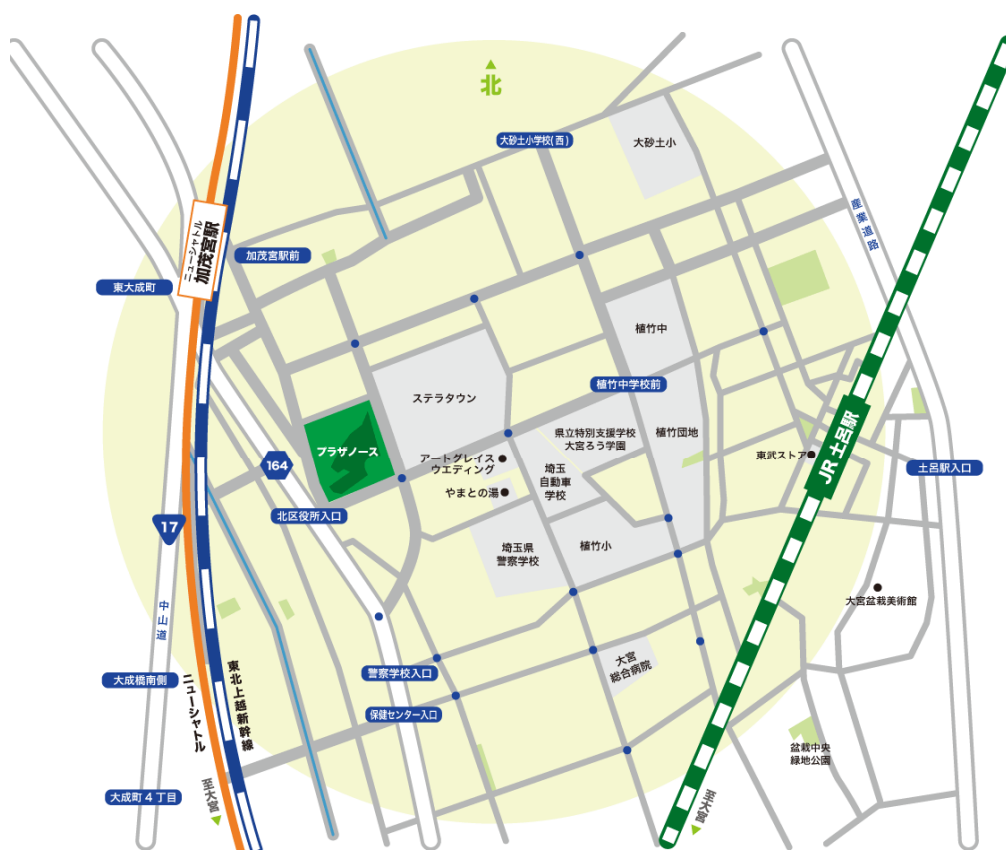 北
大砂土小学校(西)
大砂土小
産業道路
ニューシャトル
加茂宮駅
加茂宮駅前
東大成町
植竹中
ステラタウン
植竹中学校前
プラザノース
アートグレイス
ウエディング
県立特別支援学校
大宮ろう学園
植竹団地
JR土呂駅
東武ストア
土呂駅入口
164
やまとの湯
埼玉
自動車
学校
北区役所入口
17
埼玉県
警察学校
植竹小
大宮盆栽美術館
中山道
大宮
総合病院
警察学校入口
大成橋南側
ニューシャトル
東北上越新幹線
保健センター入口
盆栽中央
緑地公園
大成町4丁目
至大宮
至大宮